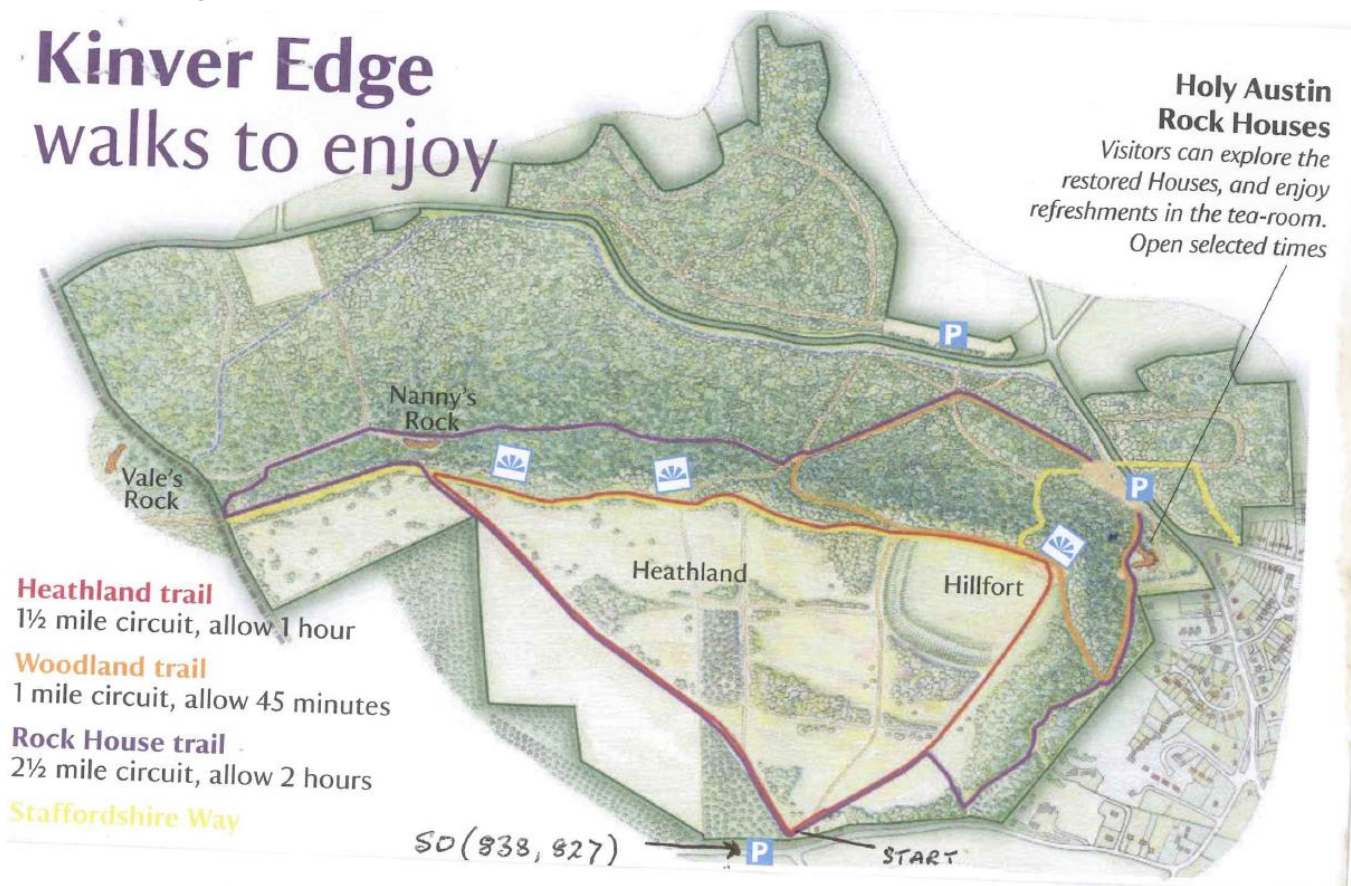 Kinver Edge
walks to enjoy
Holy Austin
Rock Houses
Visitors can explore the
restored Houses, and enjoy
refreshments in the tea-room.
Open selected times
P
Nanny's
Rock
Vale's
Rock
P
Heathland
Hillfort
Heathland trail
1½ mile circuit, allow 1 hour
Woodland trail
1 mile circuit, allow 45 minutes
Rock House trail
2½ mile circuit, allow 2 hours
Staffordshire Way
SO(838, 827)
P
START